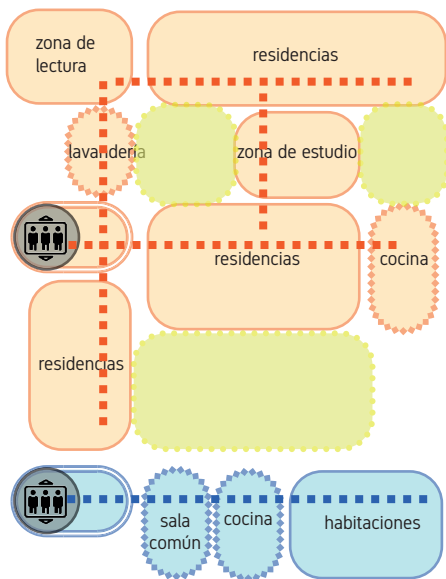 zona de
lectura
residencias
lavandería
zona de estudio
residencias
cocina
residencias
sala
común
cocina
habitaciones